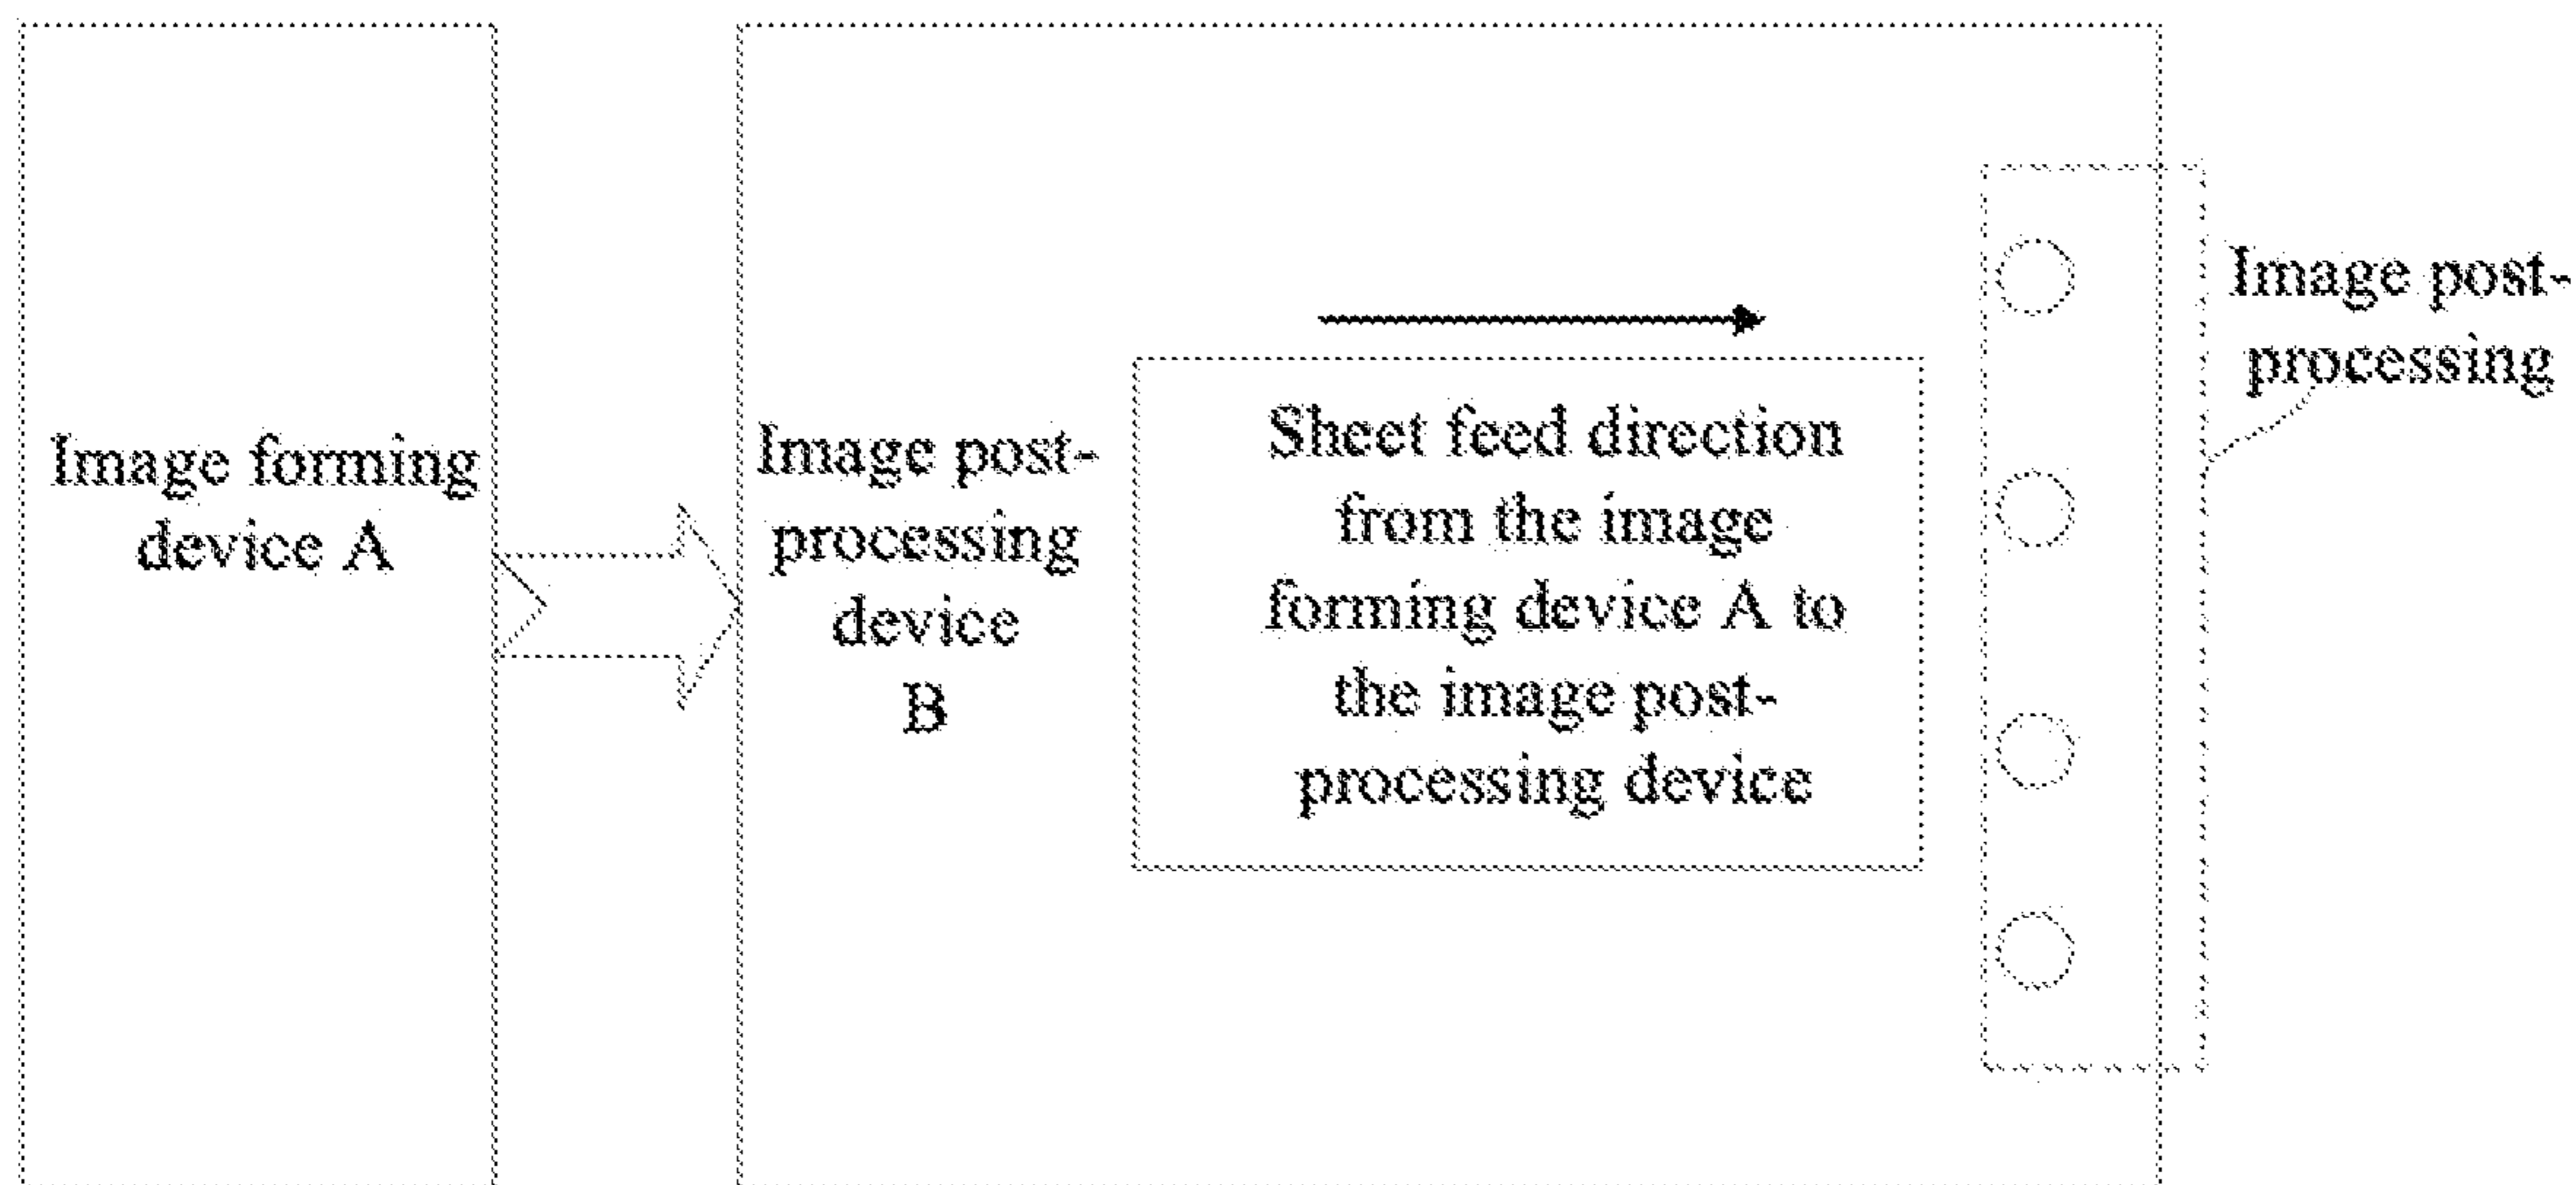 Image forming
device A
Image post-
processing
device
B
Sheet feed direction
from the image
forming device A to
the image post-
processing device
Image post-
processing